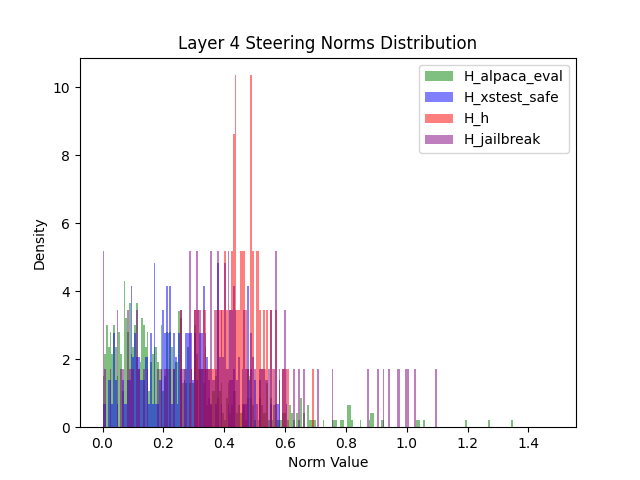 Layer 4 Steering Norms Distribution
H_alpaca_eval
H_xstest_safe
H_h
H_jailbreak
Density
10
8
6
4
2
0
0.0 0.2 0.4 0.6 0.8 1.0 1.2 1.4
Norm Value